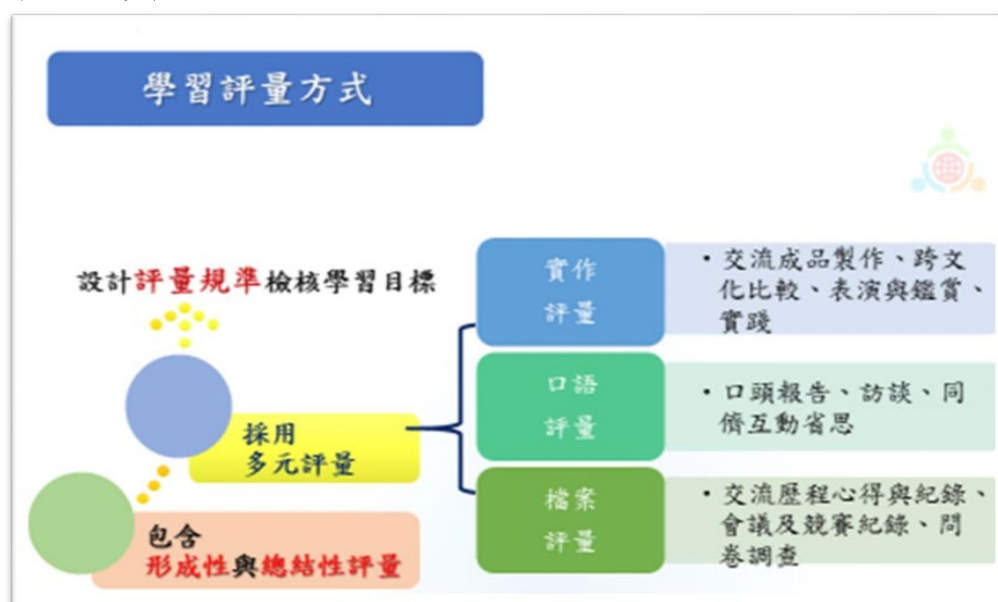 學習評量方式
設計評量規準檢核學習目標
採用
多元評量
包含
形成性與總結性評量
實作
評量
・交流成品製作、跨文
化比較、表演與鑑賞、
實踐
口語
評量
・口頭報告、訪談、同
儕互動省思
檔案
評量
・交流歷程心得與紀錄、
會議及競賽紀錄、問
卷調查